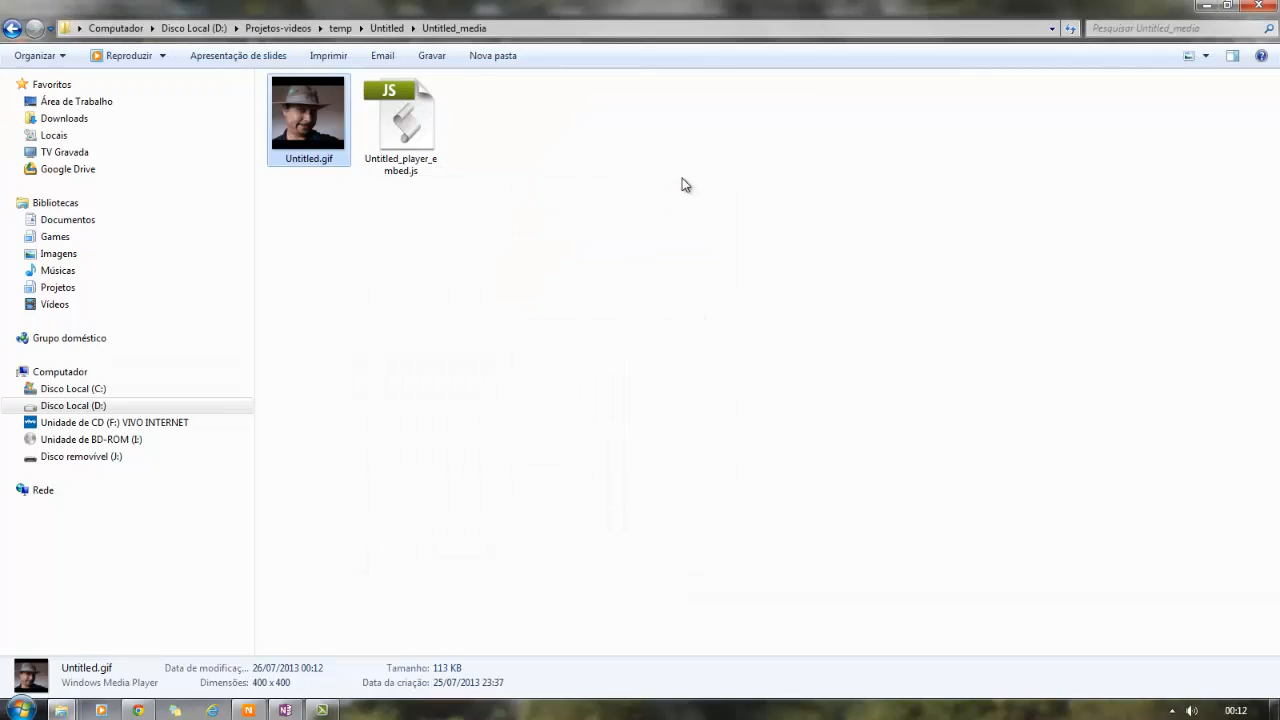 Computador ▸ Disco Local (D:) ▸ Projetos-videos ▸ temp ▸ Untitled ▸ Untitled_media
Pesquisar Untitled_media
Organizar
Reproduzir
Apresentação de slides
Imprimir
Email
Gravar
Nova pasta
Favoritos
Área de Trabalho
Downloads
Locais
TV Gravada
Google Drive
Bibliotecas
Documentos
Games
Imagens
Músicas
Projetos
Vídeos
Grupo doméstico
Computador
Disco Local (C:)
Disco Local (D:)
Unidade de CD (F:) VIVO INTERNET
Unidade de BD-ROM (I:)
Disco removível (J:)
Rede
Untitled.gif
JS
Untitled_player_e
mbed.js
Untitled.gif
Data de modificaç... 26/07/2013 00:12
Tamanho: 113 KB
Windows Media Player
Dimensões: 400 x 400
Data da criação: 25/07/2013 23:37
00:12